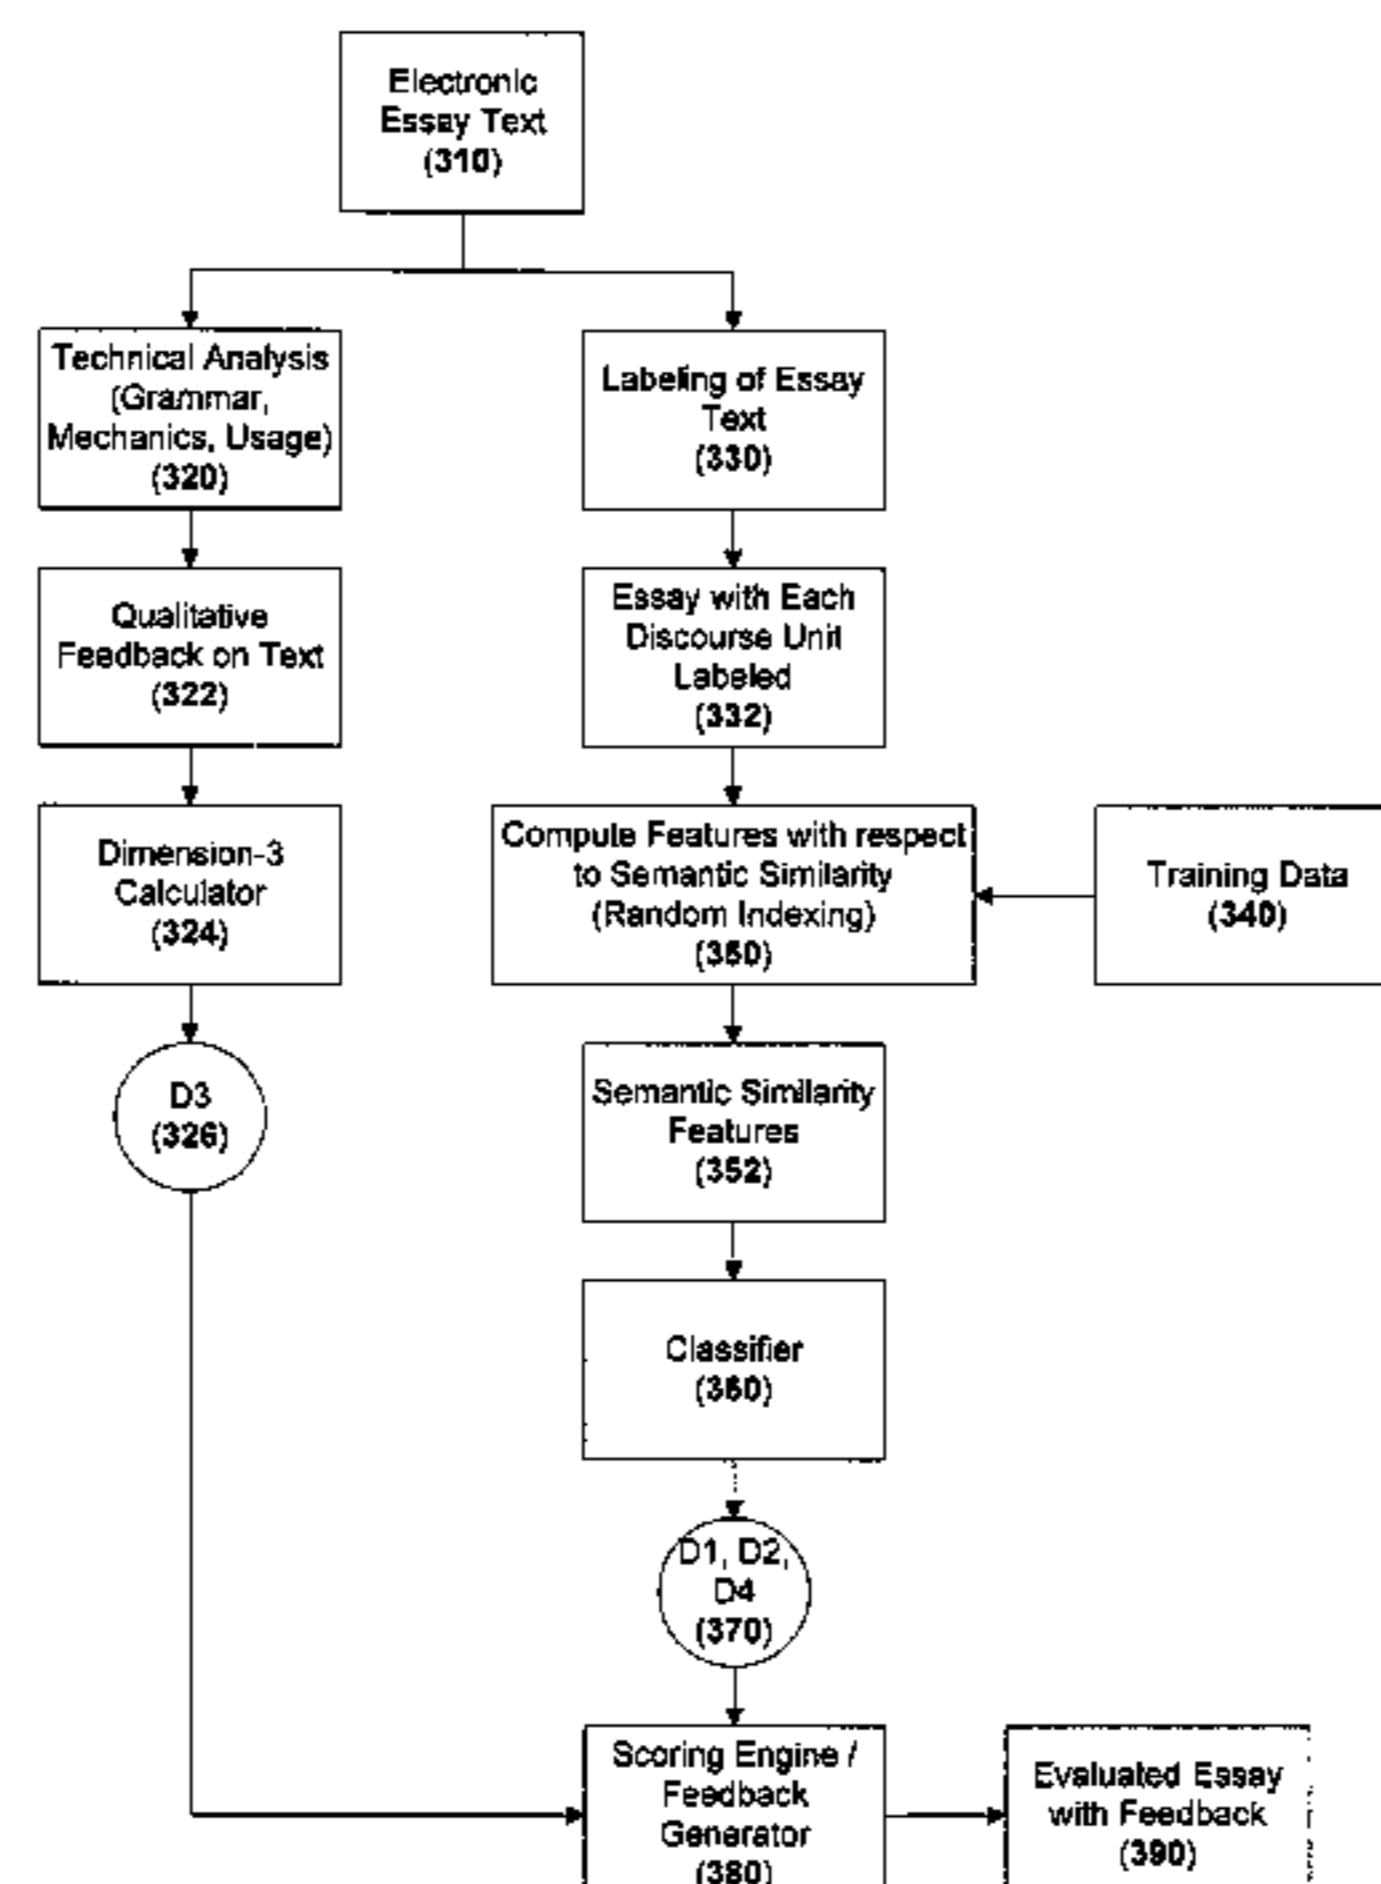 Electronic
Essay Text
(310)
Technical Analysis
(Grammar,
Mechanics, Usage)
(320)
Labeling of Essay
Text
(330)
Qualitative
Feedback on Text
(322)
Essay with Each
Discourse Unit
Labeled
(332)
Dimension-3
Calculator
(324)
Compute Features with respect
to Semantic Similarity
(Random Indexing)
(350)
Training Data
(340)
D3
(326)
Semantic Similarity
Features
(352)
Classifier
(360)
D1, D2,
D4
(370)
Scoring Engine /
Feedback
Generator
(380)
Evaluated Essay
with Feedback
(390)